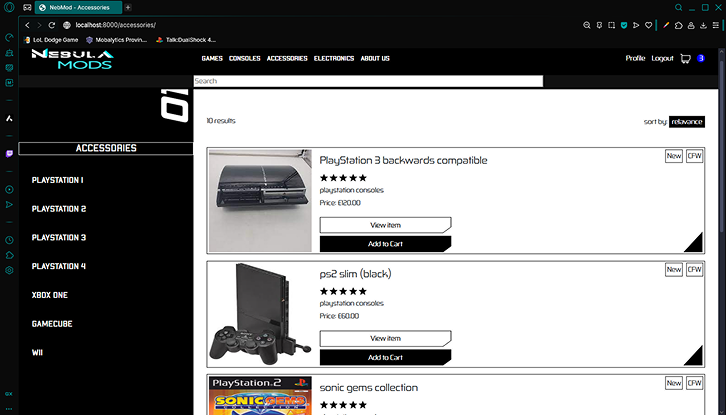 NebMod - Accessories
localhost:8000/accessories/
LoL Dodge Game
Mobalytics Provin...
Talk:DualShock 4...
NEBULA
MODS
GAMES CONSOLES ACCESSORIES ELECTRONICS ABOUT US
Profile Logout 3
Search
01
ACCESSORIES
PLAYSTATION 1
PLAYSTATION 2
PLAYSTATION 3
PLAYSTATION 4
XBOX ONE
GAMECUBE
WII
10 results
sort by: relavance
PlayStation 3 backwards compatible
New CFW
playstation consoles
Price: £120.00
View item
Add to Cart
ps2 slim (black)
New CFW
playstation consoles
Price: £60.00
View item
Add to Cart
PlayStation.2
SONIC GEMS
COLLECTION
sonic gems collection
New CFW
GX